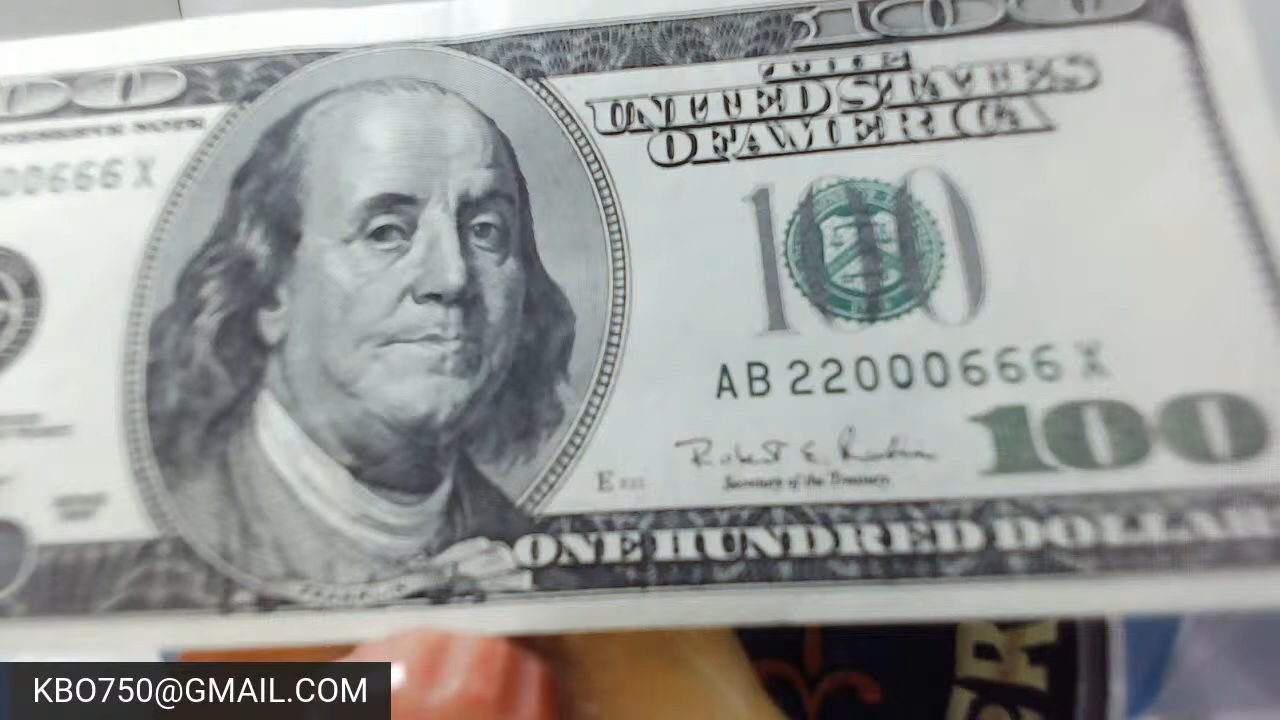 THE
UNITED STATES
OF AMERICA
00666 X
100
AB 22000666 X
100
Secretary of the Treasury.
ONE HUNDRED DOLLAR
KBO750@GMAIL.COM